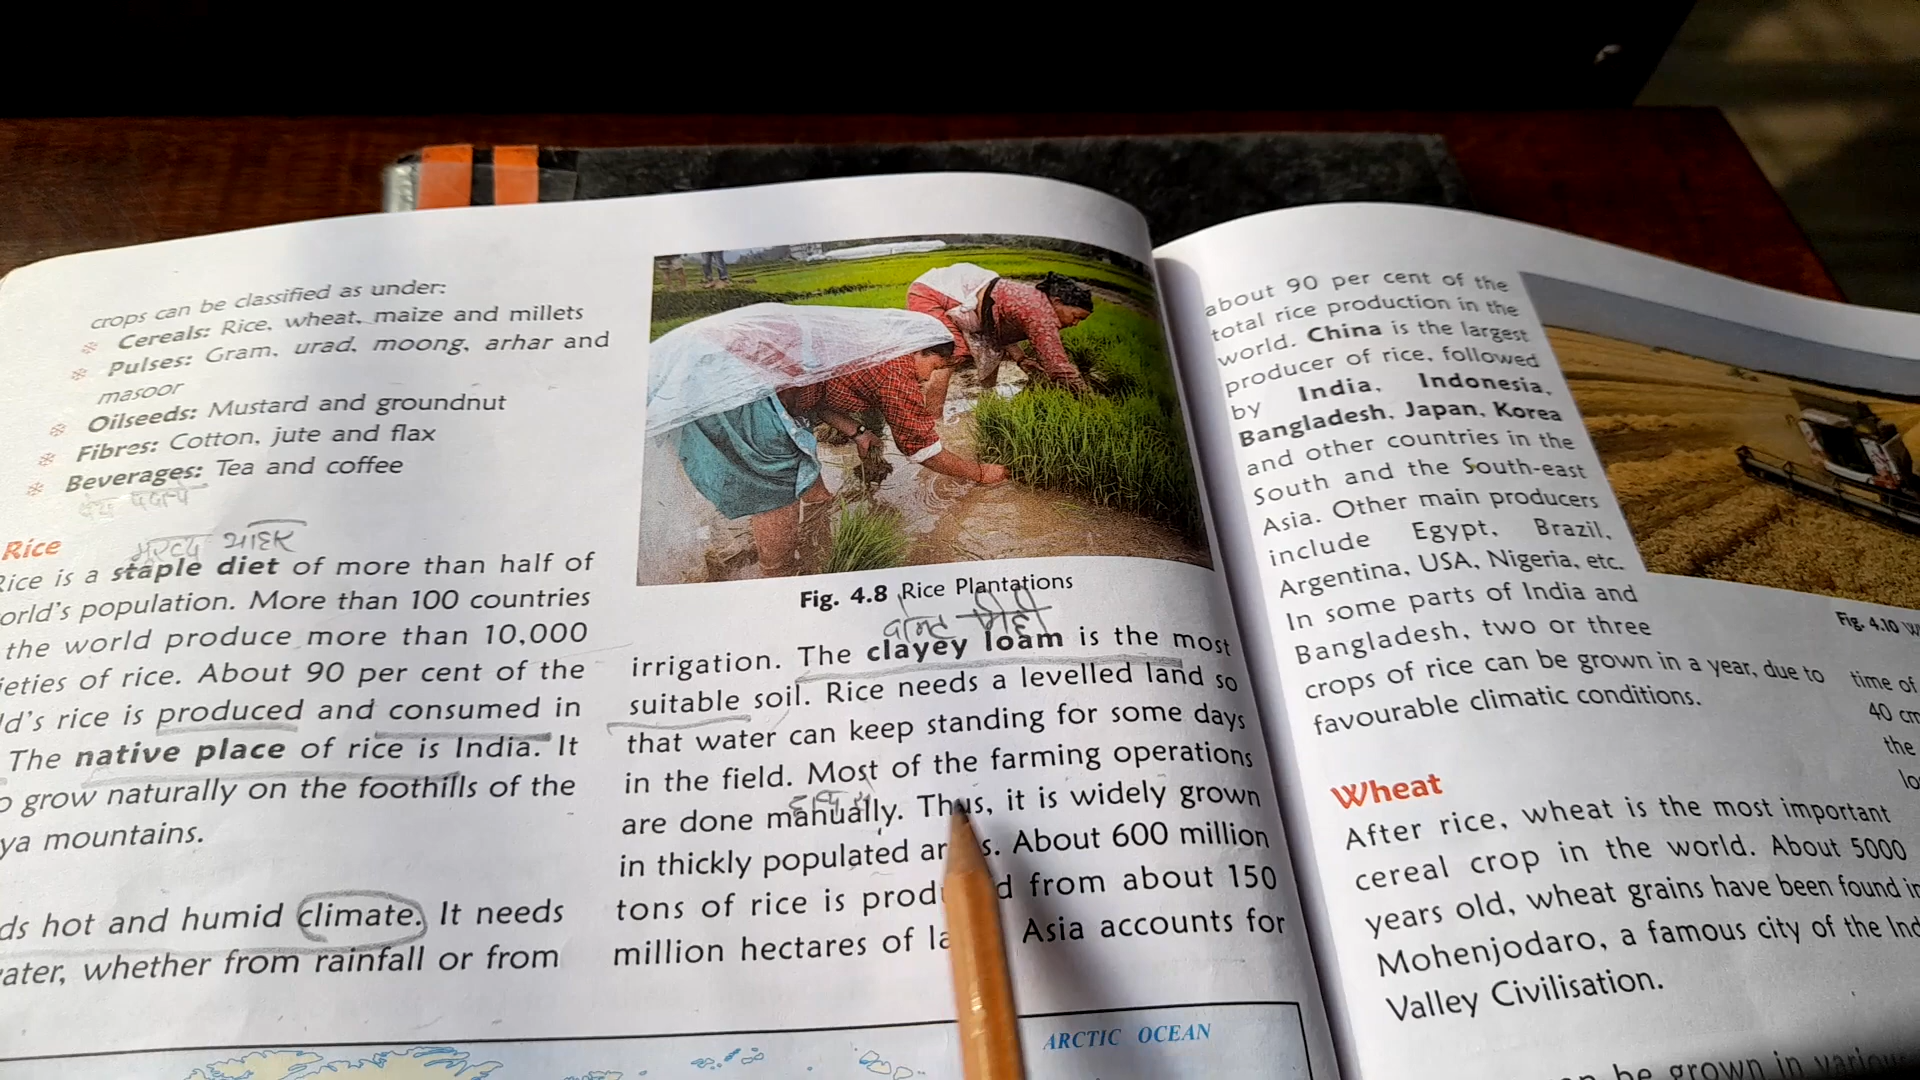 crops can be classified as under:
Cereals: Rice, wheat, maize and millets
Pulses: Gram, urad, moong, arhar and
masoor
Oilseeds: Mustard and groundnut
Fibres: Cotton, jute and flax
Beverages: Tea and coffee
Rice
Rice is a staple diet of more than half of
orld's population. More than 100 countries
the world produce more than 10,000
ieties of rice. About 90 per cent of the
ld's rice is produced and consumed in
The native place of rice is India. It
o grow naturally on the foothills of the
ya mountains.
ds hot and humid climate. It needs
ater, whether from rainfall or from
Fig. 4.8 Rice Plantations
irrigation. The clayey loam is the most
suitable soil. Rice needs a levelled land so
that water can keep standing for some days
in the field. Most of the farming operations
are done manually. Thus, it is widely grown
in thickly populated ar s. About 600 million
tons of rice is prod d from about 150
million hectares of la Asia accounts for
ARCTIC OCEAN
about 90 per cent of the
total rice production in the
world. China is the largest
producer of rice, followed
by India, Indonesia,
Bangladesh, Japan, Korea
and other countries in the
South and the South-east
Asia. Other main producers
include Egypt, Brazil,
Argentina, USA, Nigeria, etc.
In some parts of India and
Bangladesh, two or three
crops of rice can be grown in a year, due to
favourable climatic conditions.
Wheat
After rice, wheat is the most important
cereal crop in the world. About 5000
years old, wheat grains have been found in
Mohenjodaro, a famous city of the Ind
Valley Civilisation.
be grown in
Fig. 4.10 W
time of
40 cm
the
lo